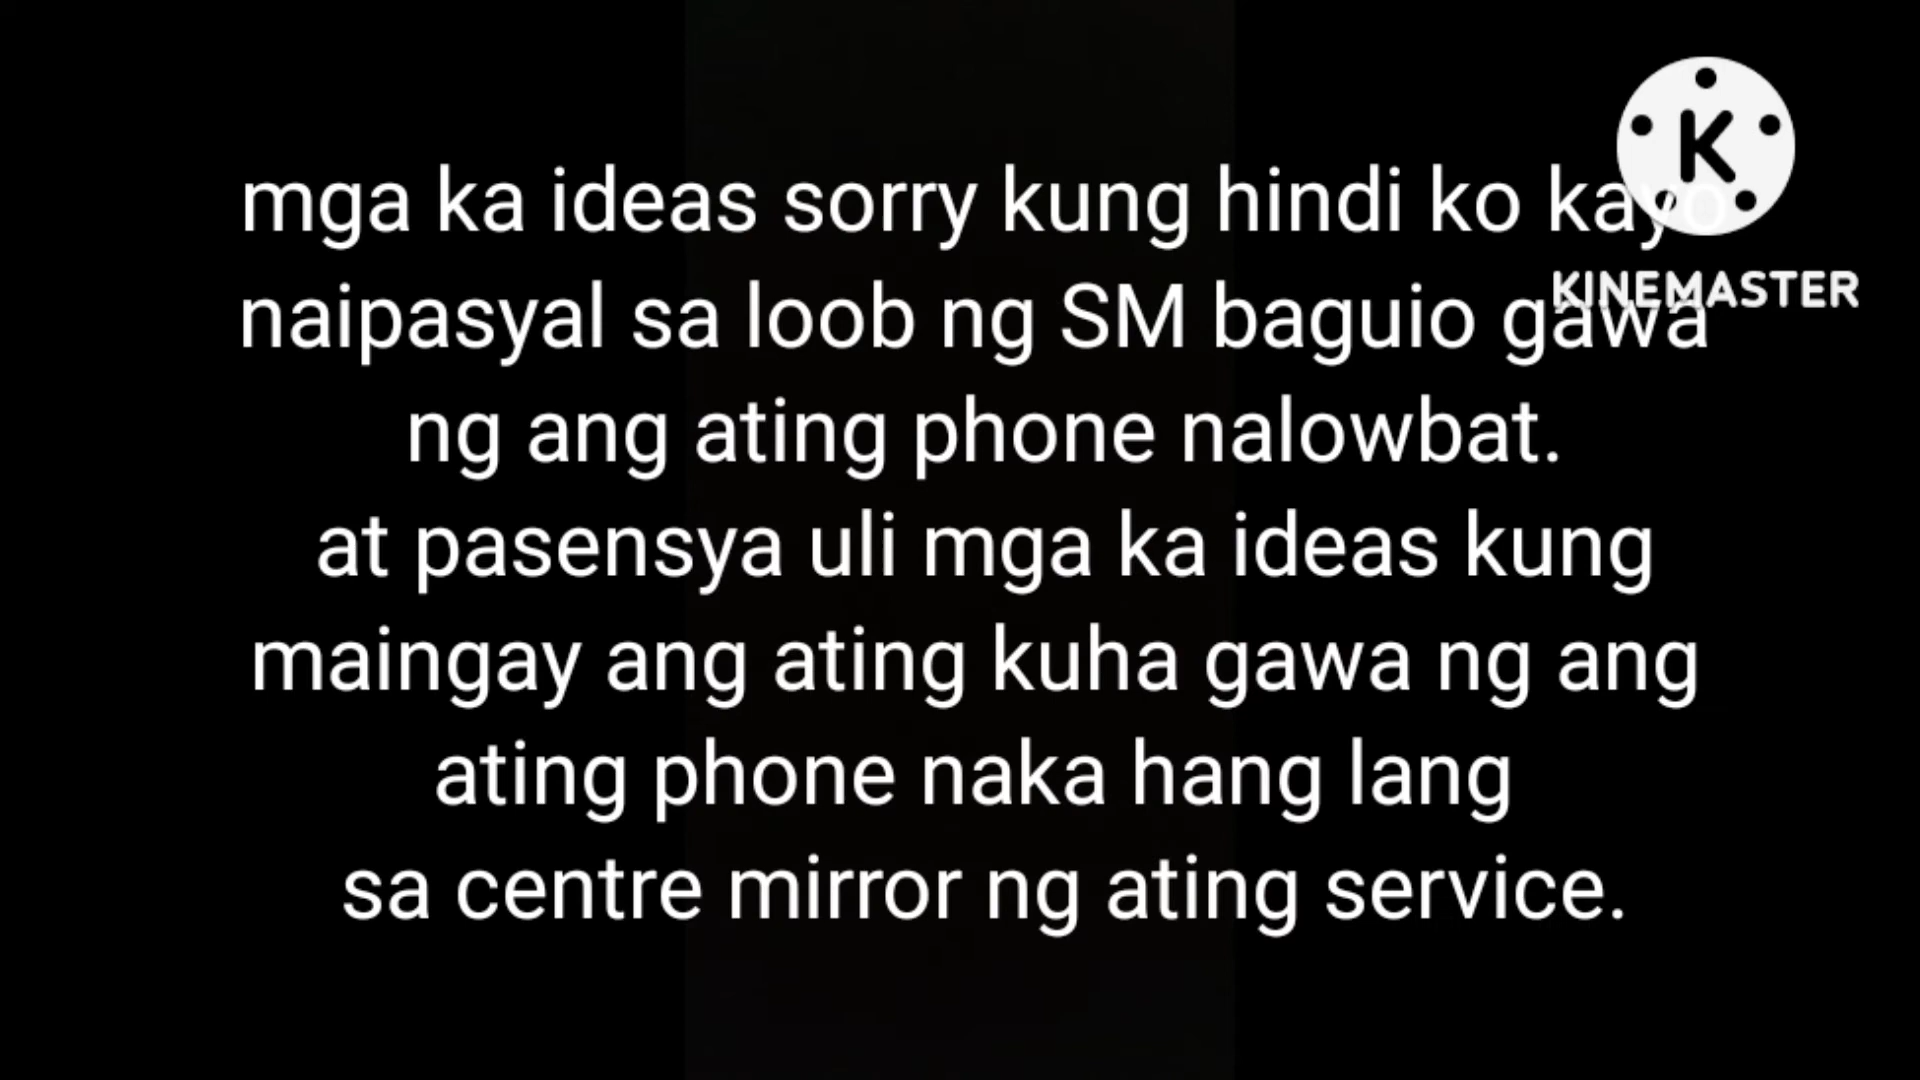 mga ka ideas sorry kung hindi ko kayo
naipasyal sa loob ng SM baguio gawa
ng ang ating phone nalowbat.
at pasensya uli mga ka ideas kung
maingay ang ating kuha gawa ng ang
ating phone naka hang lang
sa centre mirror ng ating service.
K
KINEMASTER